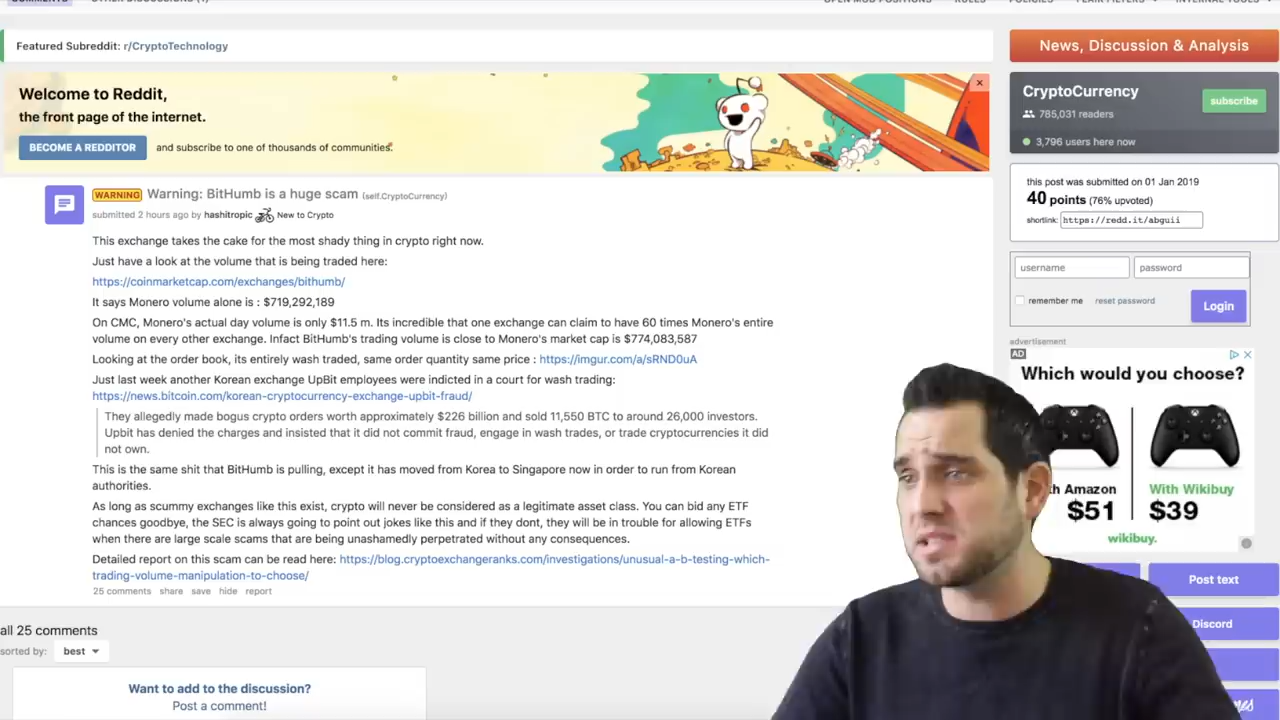 COMMENTS
OTHER DISCUSSIONS (1)
OPEN MOD POSITIONS
RULES
POLICIES
FLAIR FILTERS
INTERNAL TOOLS
Featured Subreddit: r/CryptoTechnology
Welcome to Reddit,
the front page of the internet.
BECOME A REDDITOR
and subscribe to one of thousands of communities.
×
WARNING Warning: BitHumb is a huge scam (self.CryptoCurrency)
submitted 2 hours ago by hashitropic New to Crypto
This exchange takes the cake for the most shady thing in crypto right now.
Just have a look at the volume that is being traded here:
https://coinmarketcap.com/exchanges/bithumb/
It says Monero volume alone is : $719,292,189
On CMC, Monero's actual day volume is only $11.5 m. Its incredible that one exchange can claim to have 60 times Monero's entire
volume on every other exchange. Infact BitHumb's trading volume is close to Monero's market cap is $774,083,587
Looking at the order book, its entirely wash traded, same order quantity same price : https://imgur.com/a/sRND0uA
Just last week another Korean exchange UpBit employees were indicted in a court for wash trading:
https://news.bitcoin.com/korean-cryptocurrency-exchange-upbit-fraud/
They allegedly made bogus crypto orders worth approximately $226 billion and sold 11,550 BTC to around 26,000 investors.
Upbit has denied the charges and insisted that it did not commit fraud, engage in wash trades, or trade cryptocurrencies it did
not own.
This is the same shit that BitHumb is pulling, except it has moved from Korea to Singapore now in order to run from Korean
authorities.
As long as scummy exchanges like this exist, crypto will never be considered as a legitimate asset class. You can bid any ETF
chances goodbye, the SEC is always going to point out jokes like this and if they dont, they will be in trouble for allowing ETFs
when there are large scale scams that are being unashamedly perpetrated without any consequences.
Detailed report on this scam can be read here: https://blog.cryptoexchangeranks.com/investigations/unusual-a-b-testing-which-
trading-volume-manipulation-to-choose/
25 comments share save hide report
all 25 comments
sorted by: best
Want to add to the discussion?
Post a comment!
News, Discussion & Analysis
CryptoCurrency
subscribe
785,031 readers
3,796 users here now
this post was submitted on 01 Jan 2019
40 points (76% upvoted)
shortlink: https://redd.it/abguii
username
password
remember me
reset password
Login
advertisement
AD
Which would you choose?
th Amazon
$51
With Wikibuy
$39
wikibuy.
Post text
Discord